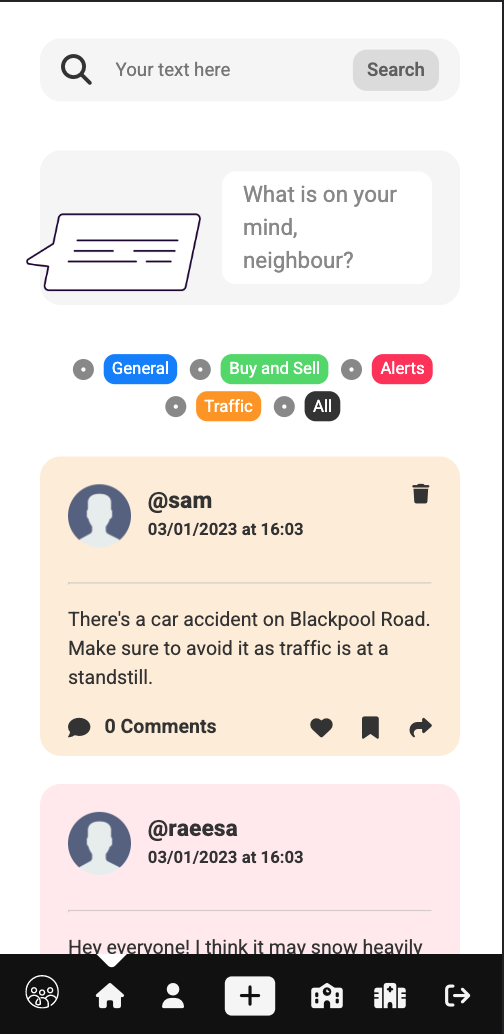 Your text here
Search
What is on your
mind,
neighbour?
General
Buy and Sell
Alerts
Traffic
All
@sam
03/01/2023 at 16:03
There's a car accident on Blackpool Road.
Make sure to avoid it as traffic is at a
standstill.
0 Comments
@raeesa
03/01/2023 at 16:03
Hey everyone! I think it may snow heavily